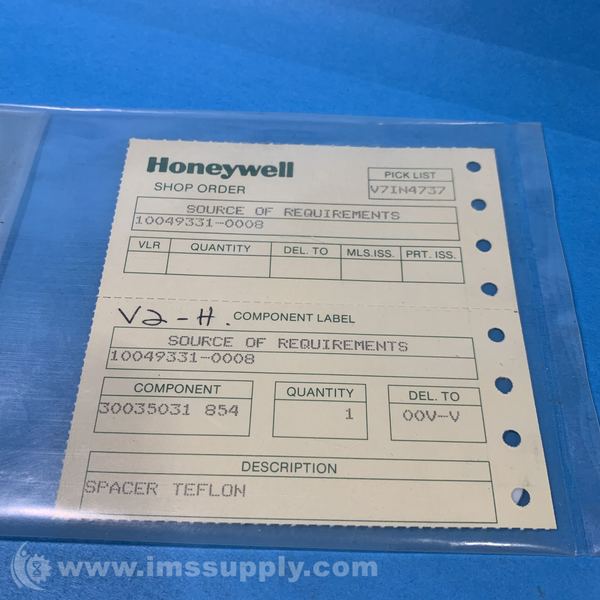 Honeywell
SHOP ORDER
PICK LIST
V7IN4737
SOURCE OF REQUIREMENTS
10049331-0008
VLR QUANTITY DEL. TO MLS.ISS. PRT. ISS.
V2-H. COMPONENT LABEL
SOURCE OF REQUIREMENTS
10049331-0008
COMPONENT QUANTITY DEL. TO
30035031 854 1 00V-V
DESCRIPTION
SPACER TEFLON
www.imssupply.com